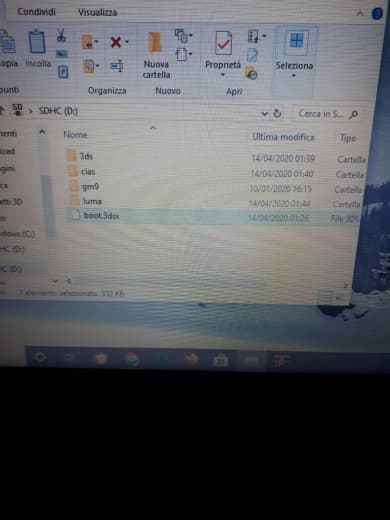 Condividi Visualizza
opia Incolla
Nuova cartella
Proprietà
Seleziona
punti Organizza Nuovo Apri
SD SDHC (D:) Cerca in S...
Nome Ultima modifica Tipo
3ds 14/04/2020 01:39 Cartella
cias 14/04/2020 01:40 Cartella
gm9 10/01/2020 16:15 Cartella
luma 14/04/2020 01:44 Cartella
boot.3dsx 14/04/2020 01:26 File 3DS
nenti
load
gini
ca
etti 3D
ndows (C:)
HC (D:)
HC (D:)
1 elemento selezionato. 332 KB